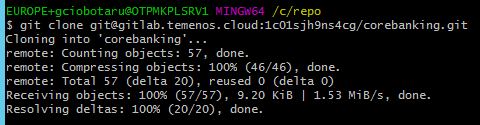 EUROPE+gciobotaru@OTPMKPLSRV1 MINGW64 /c/repo
$ git clone git@gitlab.temenos.cloud:1c01sjh9ns4cg/corebanking.git
Cloning into 'corebanking'...
remote: Counting objects: 57, done.
remote: Compressing objects: 100% (46/46), done.
remote: Total 57 (delta 20), reused 0 (delta 0)
Receiving objects: 100% (57/57), 9.20 KiB | 1.53 MiB/s, done.
Resolving deltas: 100% (20/20), done.